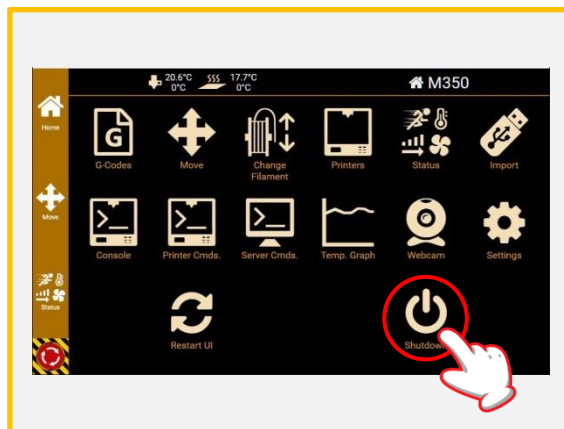 20.6°C 17.7°C
0°C 0°C
M350
Home
G
G-Codes Move Change Printers Status Import
Filament
Move
Console Printer Cmds. Server Cmds. Temp. Graph Webcam Settings
Status
Restart UI